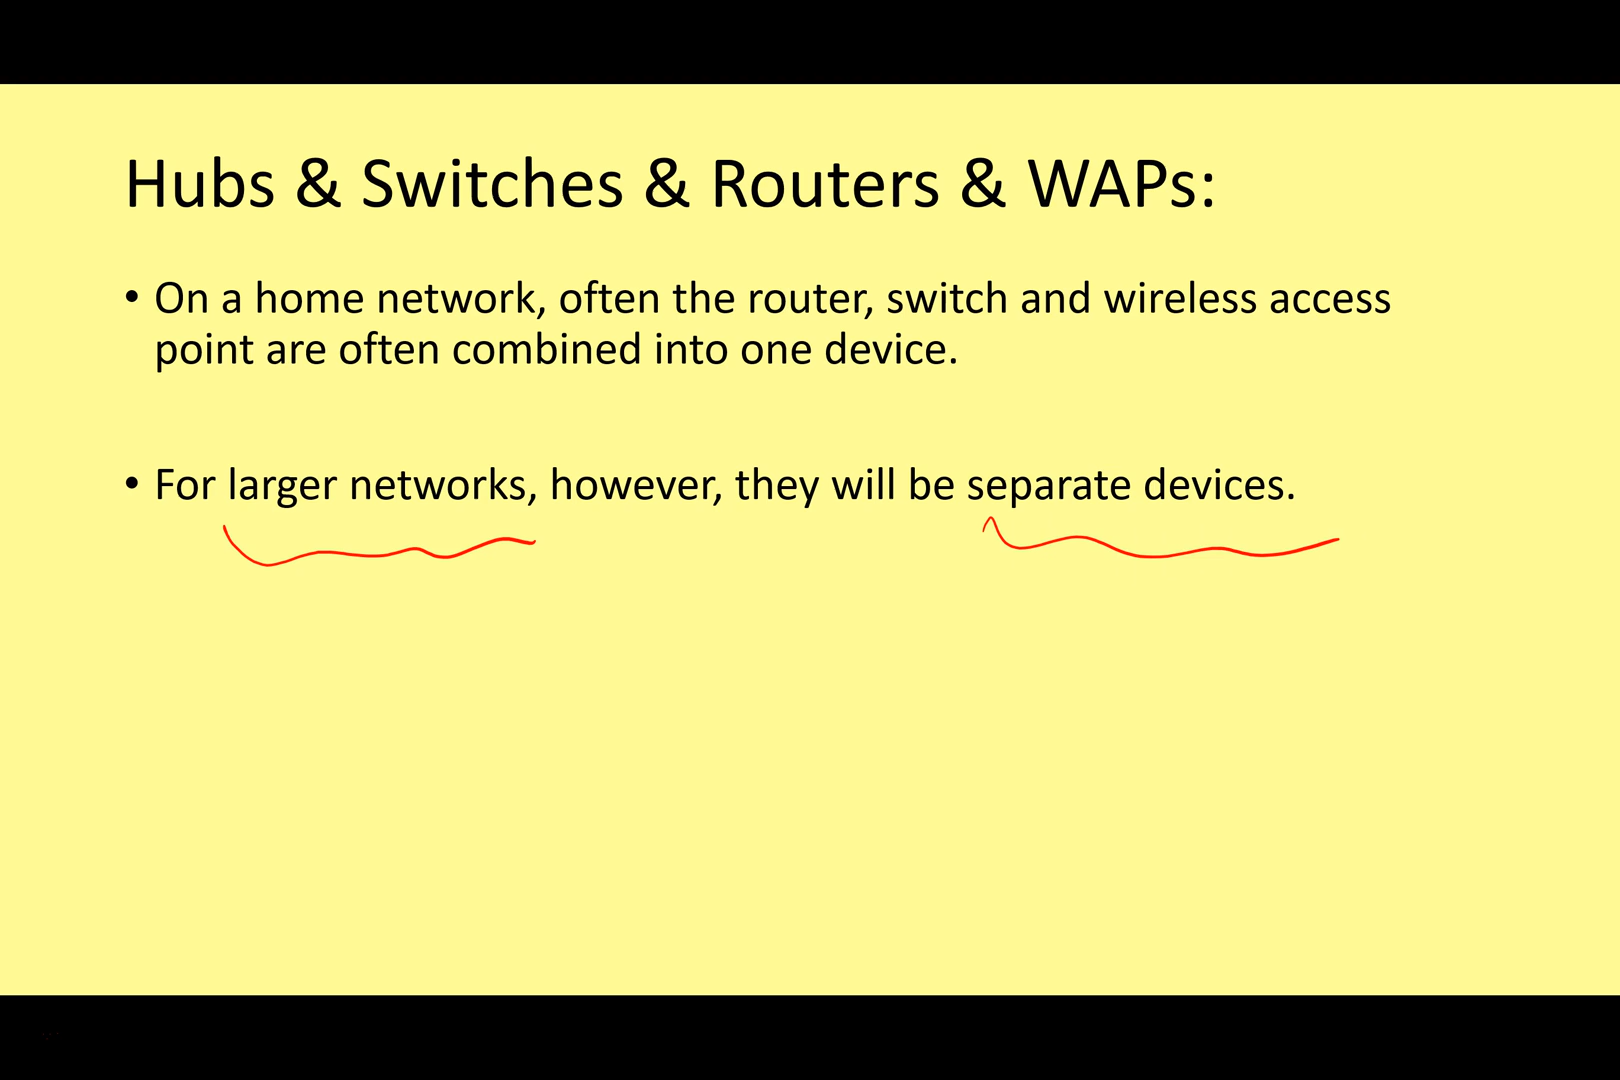 Hubs & Switches & Routers & WAPs:
• On a home network, often the router, switch and wireless access
point are often combined into one device.
• For larger networks, however, they will be separate devices.